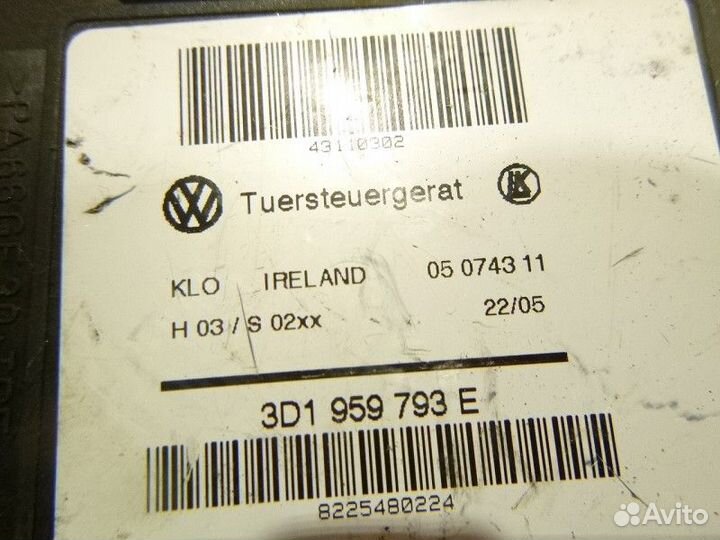 43110302
Tuersteuergerat
KLO IRELAND 05 0743 11
H 03 / S 02xx 22/05
3D1 959 793 E
8225480224
Avito